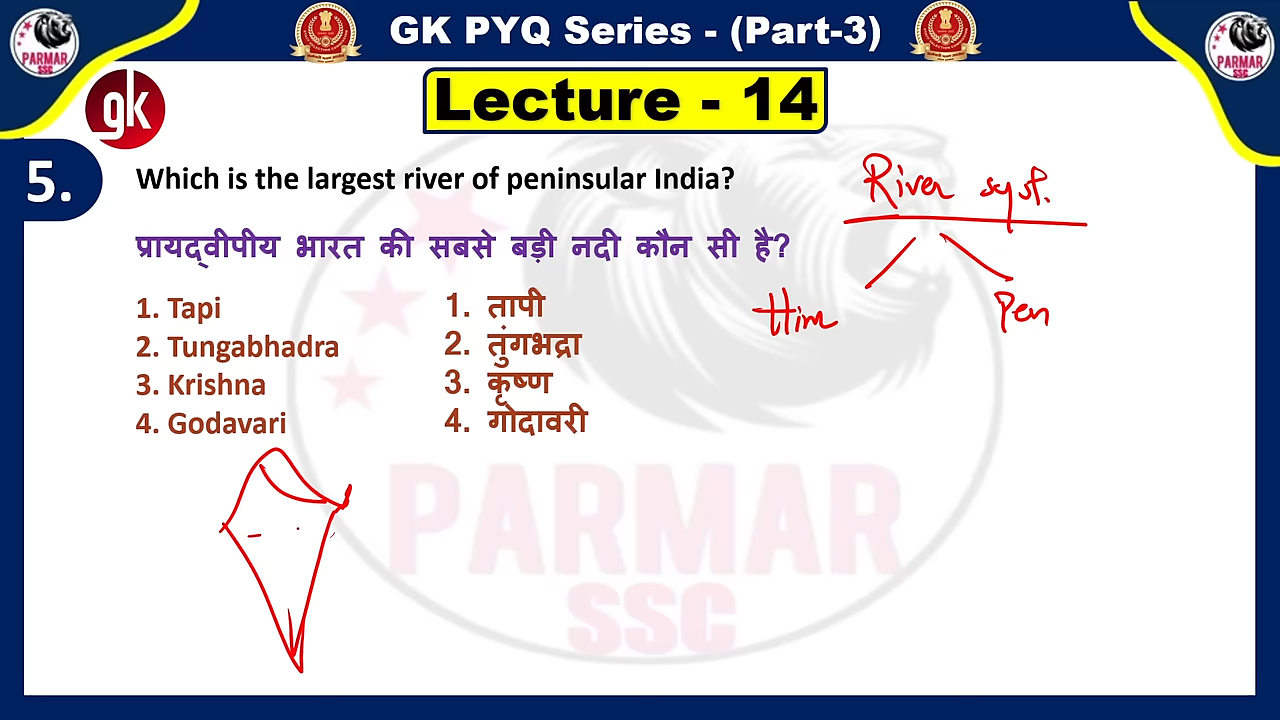 GK PYQ Series - (Part-3)
PARMAR
SSC
PARMAR
SSC
gk
Lecture - 14
5.
Which is the largest river of peninsular India?
River syst.
प्रायद्वीपीय भारत की सबसे बड़ी नदी कौन सी है?
Him
Pen
1. Tapi
1. तापी
2. Tungabhadra
2. तुंगभद्रा
3. Krishna
3. कृष्ण
4. Godavari
4. गोदावरी
PARMAR
SSC